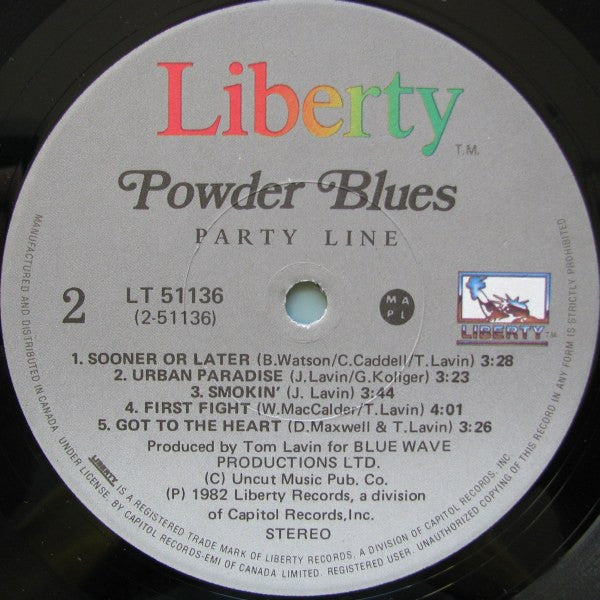 Liberty
T.M.
Powder Blues
PARTY LINE
2
LT 51136
(2-51136)
M A
P L
LIBERTY TM
1. SOONER OR LATER (B.Watson/C.Caddell/T.Lavin) 3:28
2. URBAN PARADISE (J.Lavin/G.Koliger) 3:23
3. SMOKIN' (J. Lavin) 3:44
4. FIRST FIGHT (W.MacCalder/T.Lavin) 4:01
5. GOT TO THE HEART (D.Maxwell & T.Lavin) 3:26
Produced by Tom Lavin for BLUE WAVE
PRODUCTIONS LTD.
(C) Uncut Music Pub. Co.
(P) 1982 Liberty Records, a division
of Capitol Records,Inc.
STEREO
MANUFACTURED AND DISTRIBUTED IN CANADA UNDER LICENSE. BY CAPITOL RECORDS-EMI OF CANADA LIMITED. REGISTERED USER. UNAUTHORIZED COPYING OF THIS RECORD IN ANY FORM IS STRICTLY PROHIBITED
LIBERTY IS A REGISTERED TRADE MARK OF LIBERTY RECORDS, A DIVISION OF CAPITOL RECORDS, INC